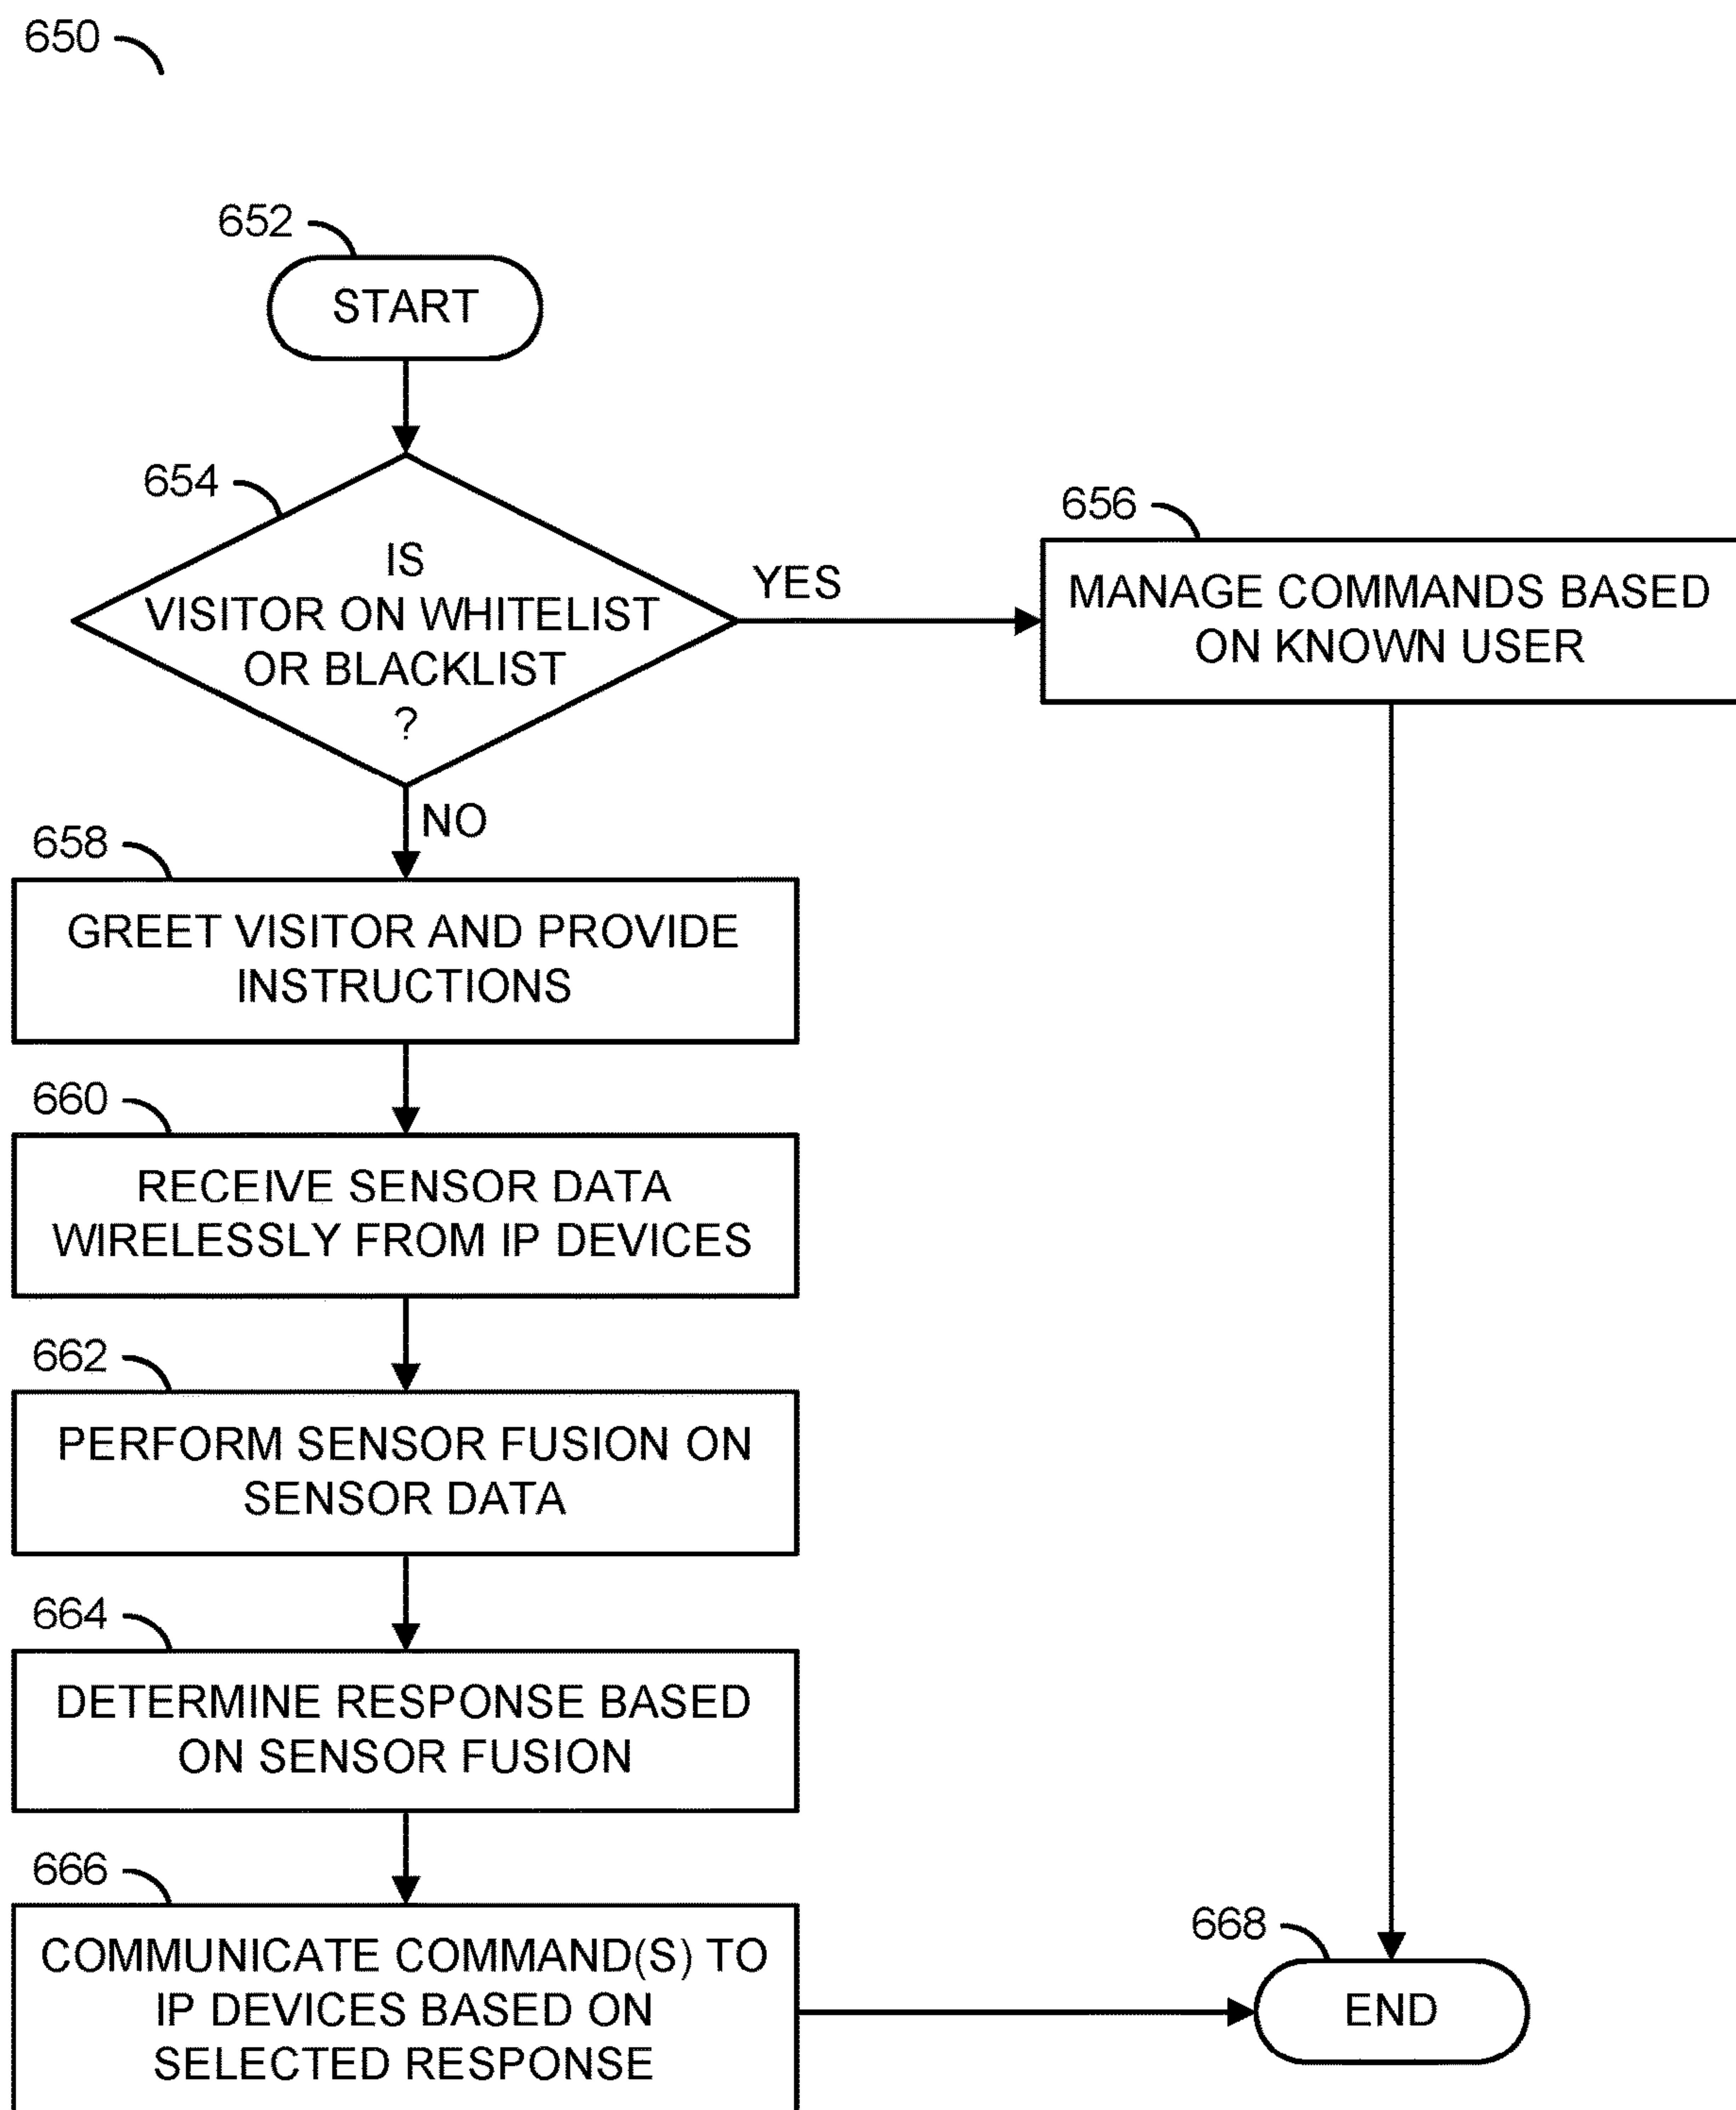 650
652
START
654
IS
VISITOR ON WHITELIST
OR BLACKLIST
?
YES
656
MANAGE COMMANDS BASED
ON KNOWN USER
NO
658
GREET VISITOR AND PROVIDE
INSTRUCTIONS
660
RECEIVE SENSOR DATA
WIRELESSLY FROM IP DEVICES
662
PERFORM SENSOR FUSION ON
SENSOR DATA
664
DETERMINE RESPONSE BASED
ON SENSOR FUSION
666
COMMUNICATE COMMAND(S) TO
IP DEVICES BASED ON
SELECTED RESPONSE
668
END